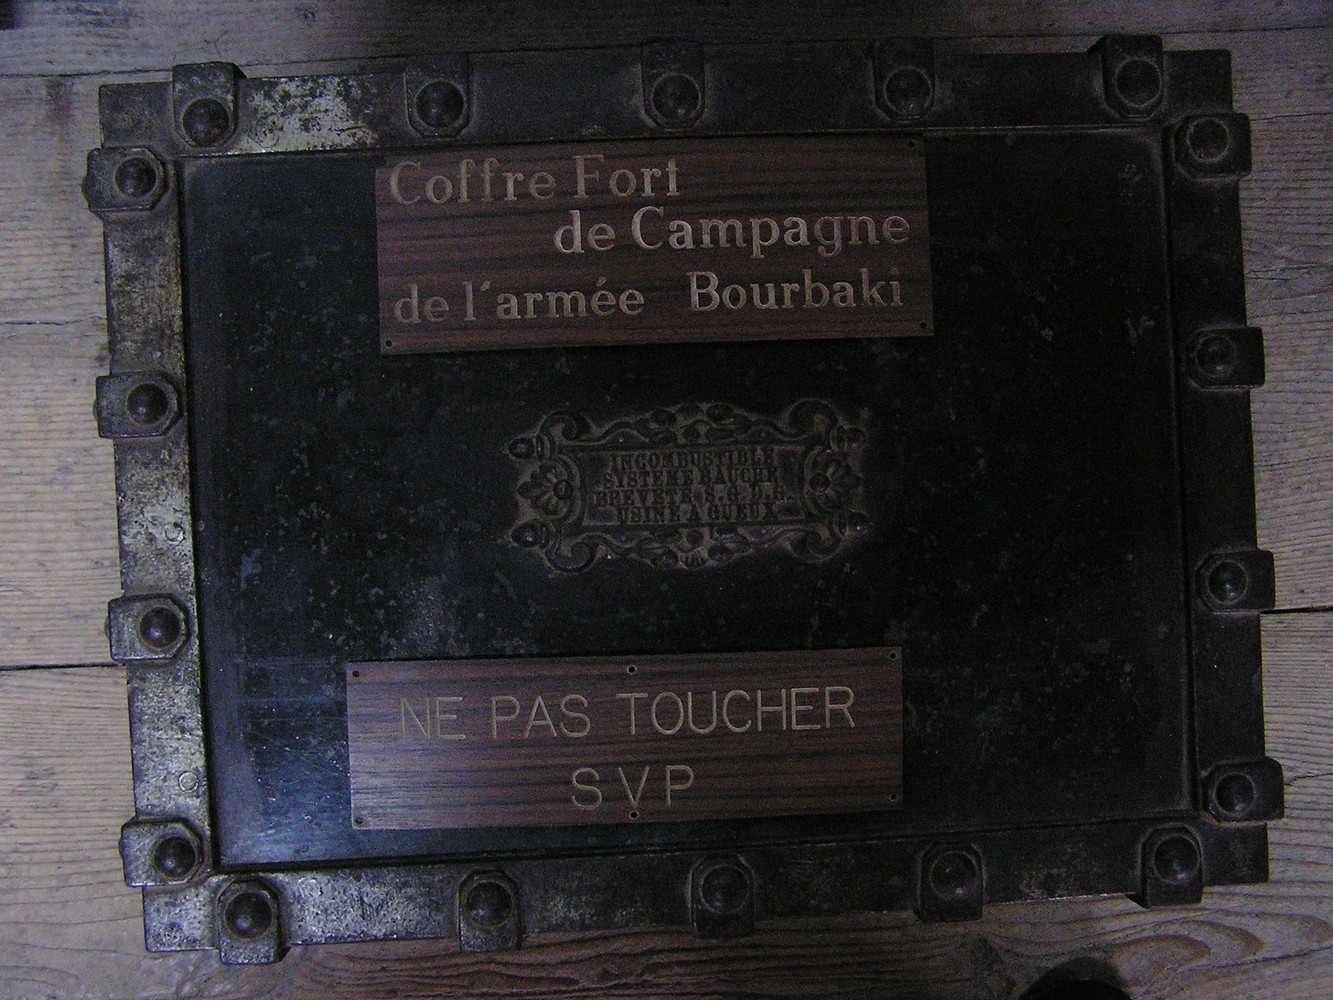 Coffre Fort
de Campagne
de l'armée Bourbaki
INCOMBUSTIBLE
SYSTEME BAUCHE
BREVETE S.G.D.G.
USINE A GUEUX
NE PAS TOUCHER
SVP